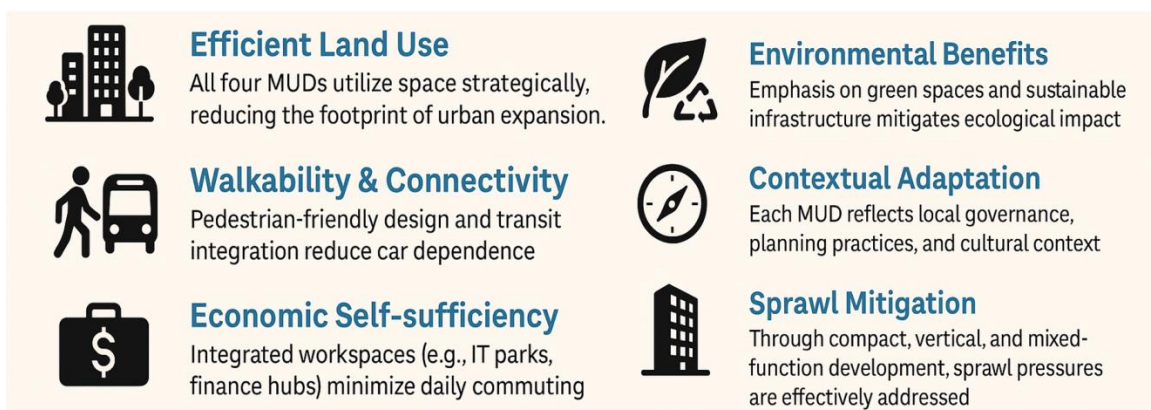 Efficient Land Use
All four MUDs utilize space strategically,
reducing the footprint of urban expansion.
Walkability & Connectivity
Pedestrian-friendly design and transit
integration reduce car dependence
$
Economic Self-sufficiency
Integrated workspaces (e.g., IT parks,
finance hubs) minimize daily commuting
Environmental Benefits
Emphasis on green spaces and sustainable
infrastructure mitigates ecological impact
Contextual Adaptation
Each MUD reflects local governance,
planning practices, and cultural context
Sprawl Mitigation
Through compact, vertical, and mixed-
function development, sprawl pressures
are effectively addressed